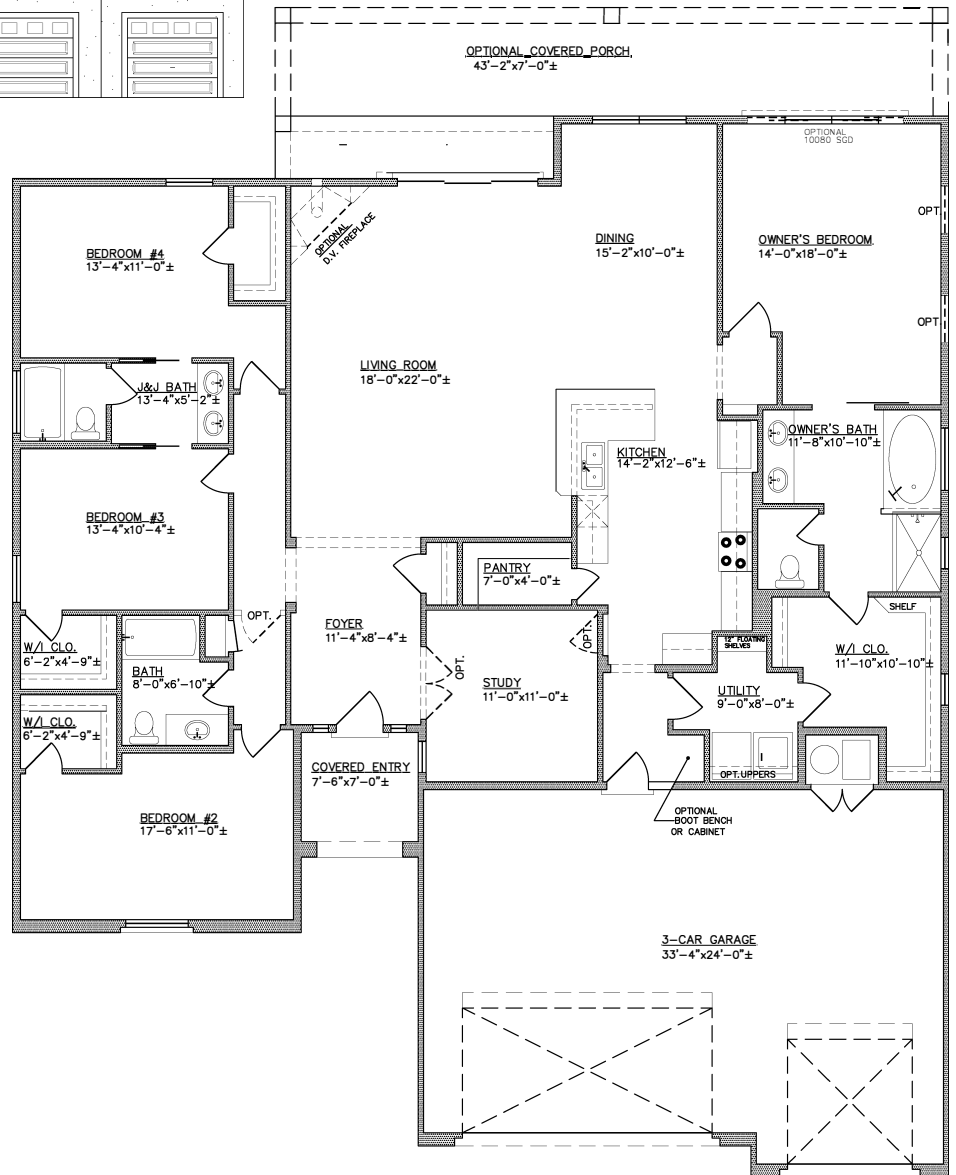 OPTIONAL COVERED PORCH
43'-2"x7'-0"±
OPTIONAL
10080 SGD
OPT.
BEDROOM #4
13'-4"x11'-0"±
OPTIONAL
D.V. FIREPLACE
DINING
15'-2"x10'-0"±
OWNER'S BEDROOM
14'-0"x18'-0"±
OPT.
LIVING ROOM
18'-0"x22'-0"±
J&J BATH
13'-4"x5'-2"±
KITCHEN
14'-2"x12'-6"±
OWNER'S BATH
11'-8"x10'-10"±
BEDROOM #3
13'-4"x10'-4"±
PANTRY
7'-0"x4'-0"±
SHELF
OPT.
FOYER
11'-4"x8'-4"±
OPT.
12" FLOATING
SHELVES
W/I CLO.
6'-2"x4'-9"±
BATH
8'-0"x6'-10"±
OPT.
STUDY
11'-0"x11'-0"±
UTILITY
9'-0"x8'-0"±
W/I CLO.
11'-10"x10'-10"±
W/I CLO.
6'-2"x4'-9"±
COVERED ENTRY
7'-6"x7'-0"±
OPT.UPPERS
BEDROOM #2
17'-6"x11'-0"±
OPTIONAL
BOOT BENCH
OR CABINET
3-CAR GARAGE
33'-4"x24'-0"±